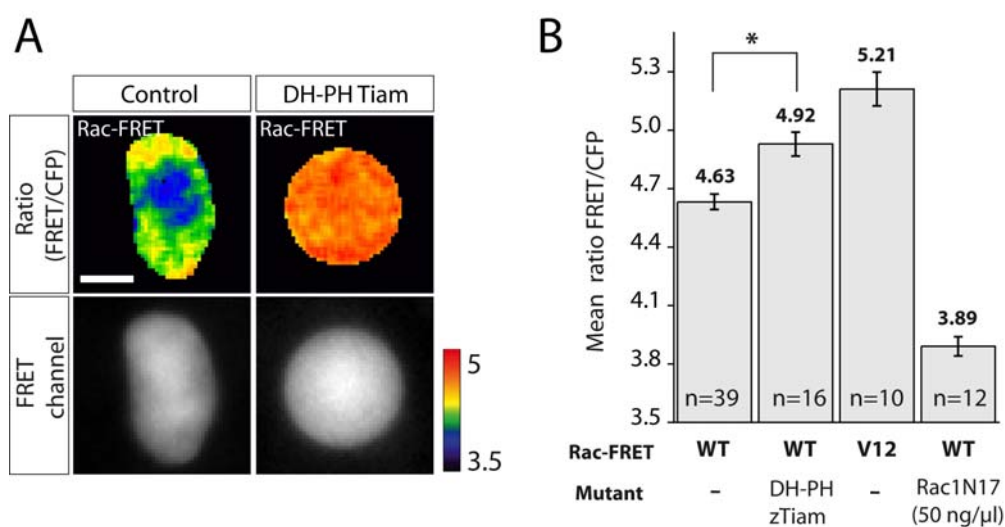 A
Control
DH-PH Tiam
Ratio
(FRET/CFP)
Rac-FRET
Rac-FRET
FRET
channel
5
3.5
B
Mean ratio FRET/CFP
5.3
5.0
4.7
4.4
4.1
3.8
3.5
*
4.63
4.92
5.21
3.89
n=39
n=16
n=10
n=12
Rac-FRET WT WT V12 WT
Mutant – DH-PH zTiam – Rac1N17 (50 ng/µl)